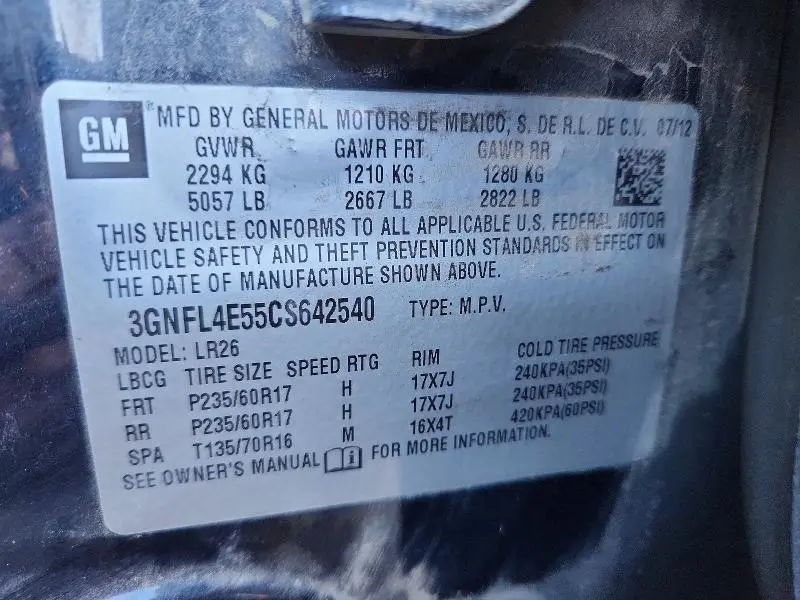 GM ® MFD BY GENERAL MOTORS DE MEXICO, S. DE R.L. DE C.V. 07/12
GVWR GAWR FRT GAWR RR
2294 KG 1210 KG 1280 KG
5057 LB 2667 LB 2822 LB
THIS VEHICLE CONFORMS TO ALL APPLICABLE U.S. FEDERAL MOTOR
VEHICLE SAFETY AND THEFT PREVENTION STANDARDS IN EFFECT ON
THE DATE OF MANUFACTURE SHOWN ABOVE.
3GNFL4E55CS642540 TYPE: M.P.V.
MODEL: LR26
LBCG TIRE SIZE SPEED RTG RIM COLD TIRE PRESSURE
FRT P235/60R17 H 17X7J 240KPA(35PSI)
RR P235/60R17 H 17X7J 240KPA(35PSI)
SPA T135/70R16 M 16X4T 420KPA(60PSI)
SEE OWNER'S MANUAL FOR MORE INFORMATION.